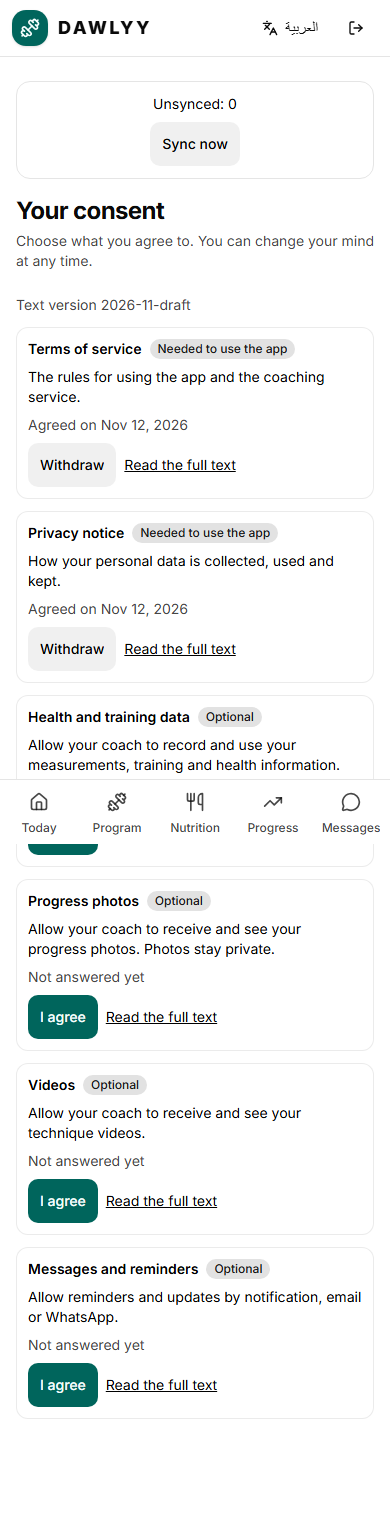 DAWLYY
العربية
Unsynced: 0
Sync now
Your consent
Choose what you agree to. You can change your mind
at any time.
Text version 2026-11-draft
Terms of service Needed to use the app
The rules for using the app and the coaching
service.
Agreed on Nov 12, 2026
Withdraw Read the full text
Privacy notice Needed to use the app
How your personal data is collected, used and
kept.
Agreed on Nov 12, 2026
Withdraw Read the full text
Health and training data Optional
Allow your coach to record and use your
measurements, training and health information.
Today Program Nutrition Progress Messages
Progress photos Optional
Allow your coach to receive and see your
progress photos. Photos stay private.
Not answered yet
I agree Read the full text
Videos Optional
Allow your coach to receive and see your
technique videos.
Not answered yet
I agree Read the full text
Messages and reminders Optional
Allow reminders and updates by notification, email
or WhatsApp.
Not answered yet
I agree Read the full text